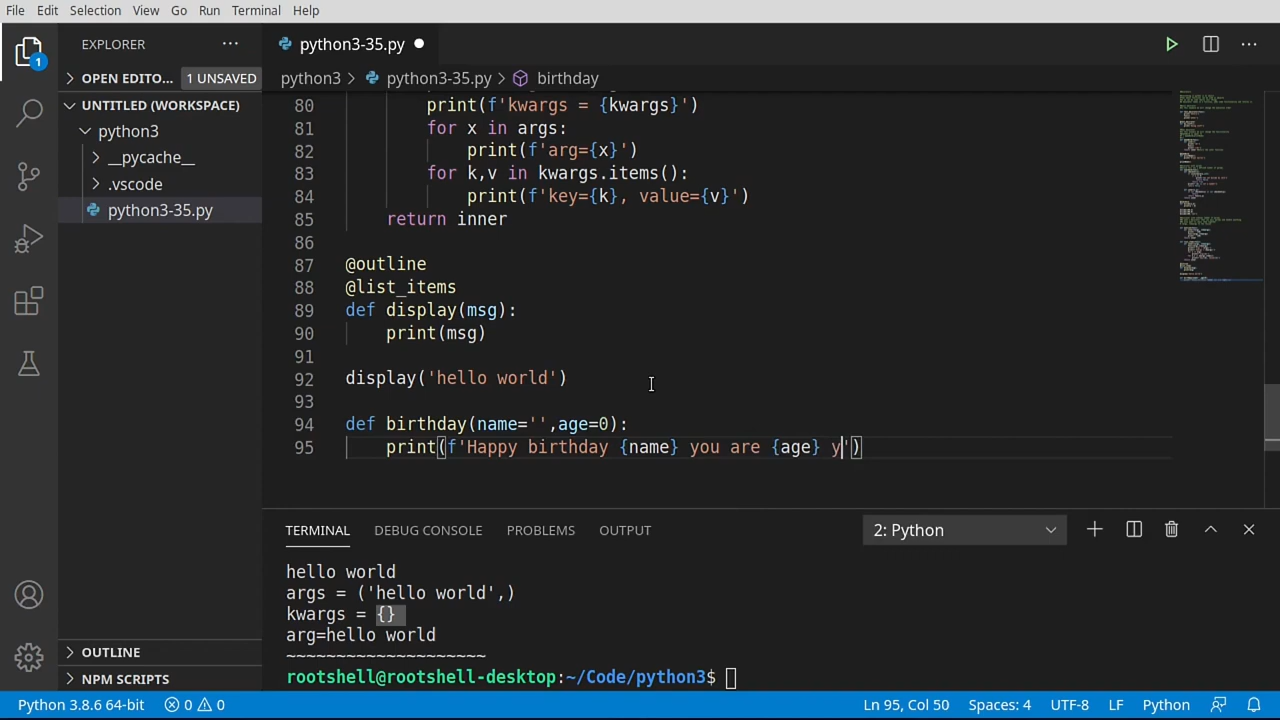 File Edit Selection View Go Run Terminal Help
EXPLORER
python3-35.py
1
OPEN EDITO...
1 UNSAVED
python3 > python3-35.py > birthday
UNTITLED (WORKSPACE)
python3
__pycache__
.vscode
python3-35.py
80 print(f'kwargs = {kwargs}')
81 for x in args:
82 print(f'arg={x}')
83 for k,v in kwargs.items():
84 print(f'key={k}, value={v}')
85 return inner
86
87 @outline
88 @list_items
89 def display(msg):
90 print(msg)
91
92 display('hello world')
93
94 def birthday(name='',age=0):
95 print(f'Happy birthday {name} you are {age} y')
TERMINAL DEBUG CONSOLE PROBLEMS OUTPUT
2: Python
hello world
args = ('hello world',)
kwargs = {}
arg=hello world
~~~~~~~~~~~~~~~~~~~~
rootshell@rootshell-desktop:~/Code/python3$
OUTLINE
NPM SCRIPTS
Python 3.8.6 64-bit 0 0 Ln 95, Col 50 Spaces: 4 UTF-8 LF Python